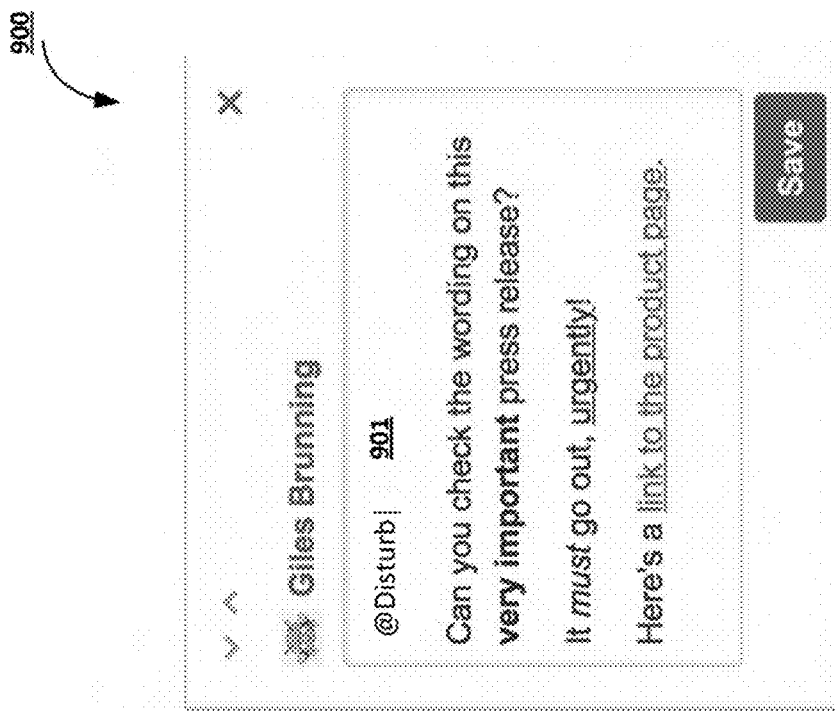 900
X
Giles Brunning
@Disturb| 901
Can you check the wording on this
very important press release?
It must go out, urgently!
Here's a link to the product page.
Save